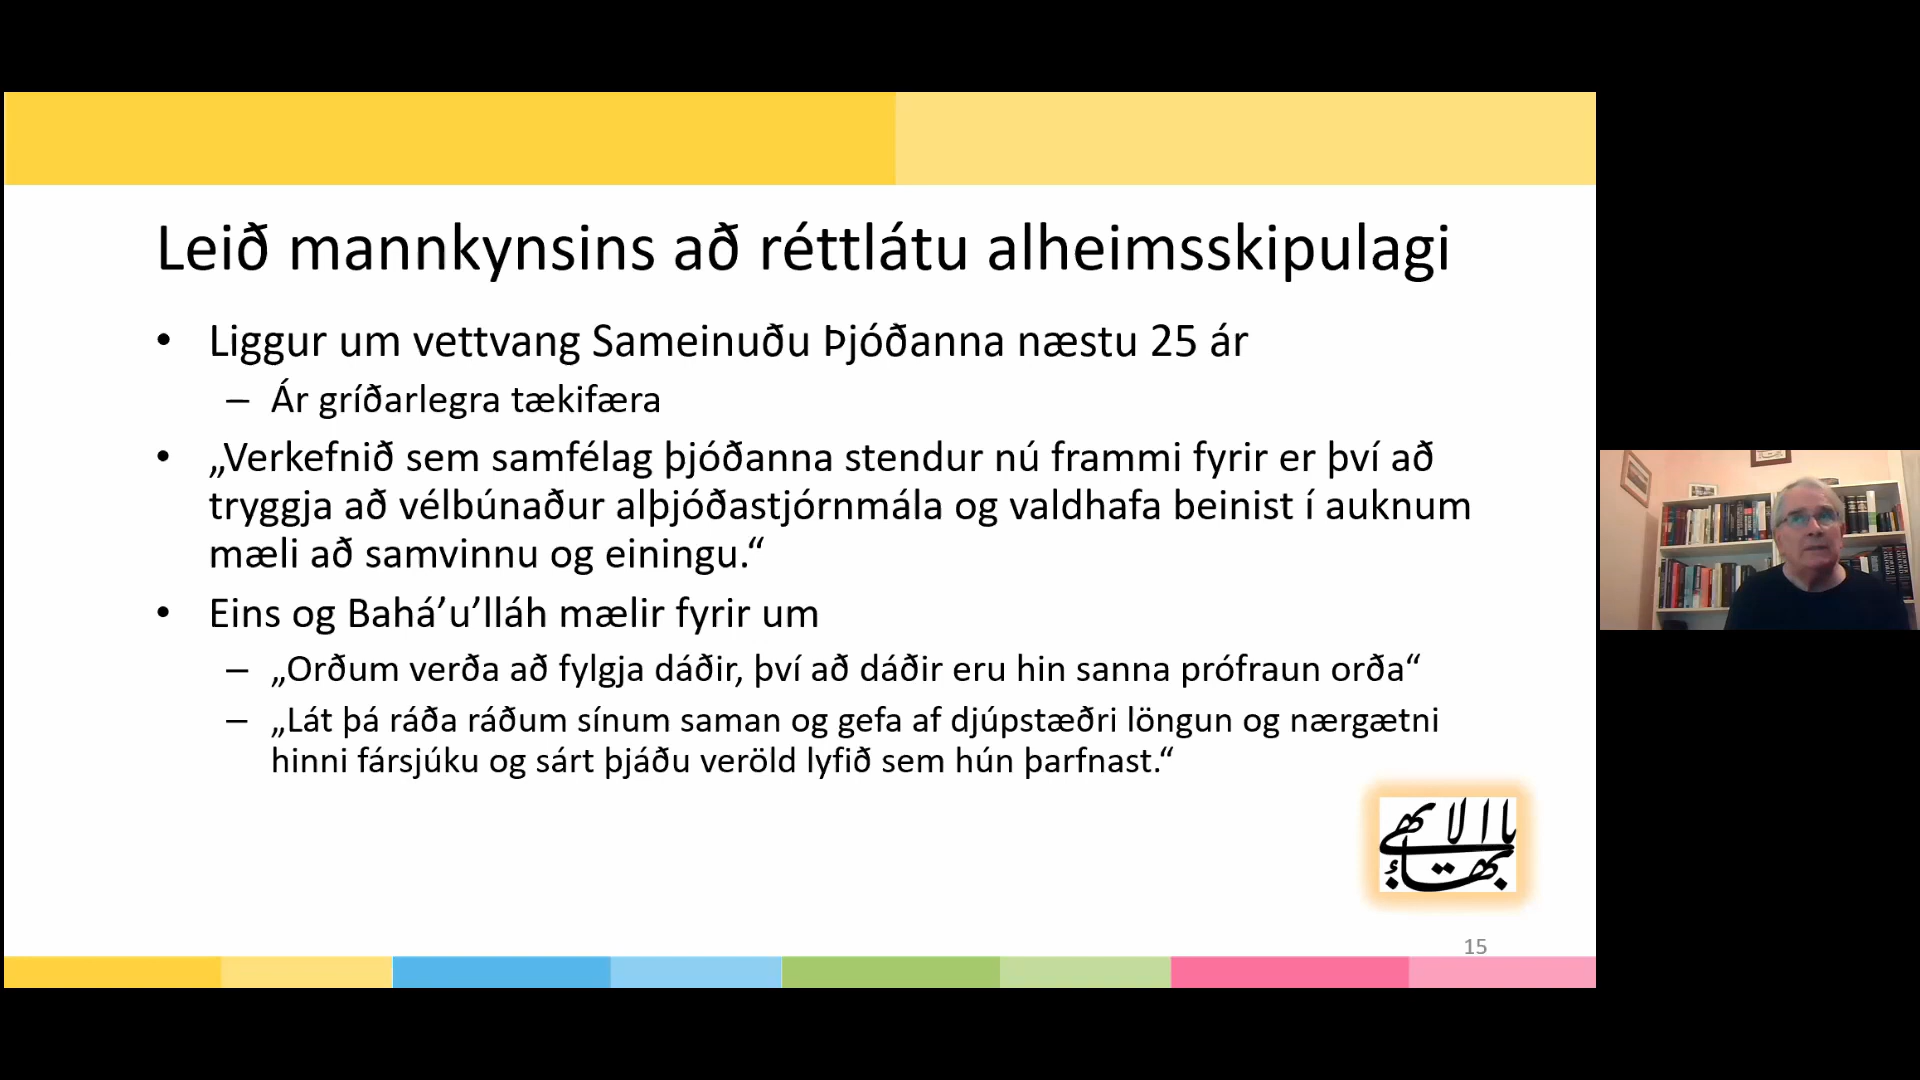 Leið mannkynsins að réttlátu alheimsskipulagi
• Liggur um vettvang Sameinuðu Þjóðanna næstu 25 ár
– Ár gríðarlegra tækifæra
• „Verkefnið sem samfélag þjóðanna stendur nú frammi fyrir er því að
tryggja að vélbúnaður alþjóðastjórnmála og valdhafa beinist í auknum
mæli að samvinnu og einingu.“
• Eins og Bahá’u’lláh mælir fyrir um
– „Orðum verða að fylgja dáðir, því að dáðir eru hin sanna prófraun orða“
– „Lát þá ráða ráðum sínum saman og gefa af djúpstæðri löngun og nærgætni
hinni fársjúku og sárt þjáðu veröld lyfið sem hún þarfnast.“
يا بهاء الابهى
15